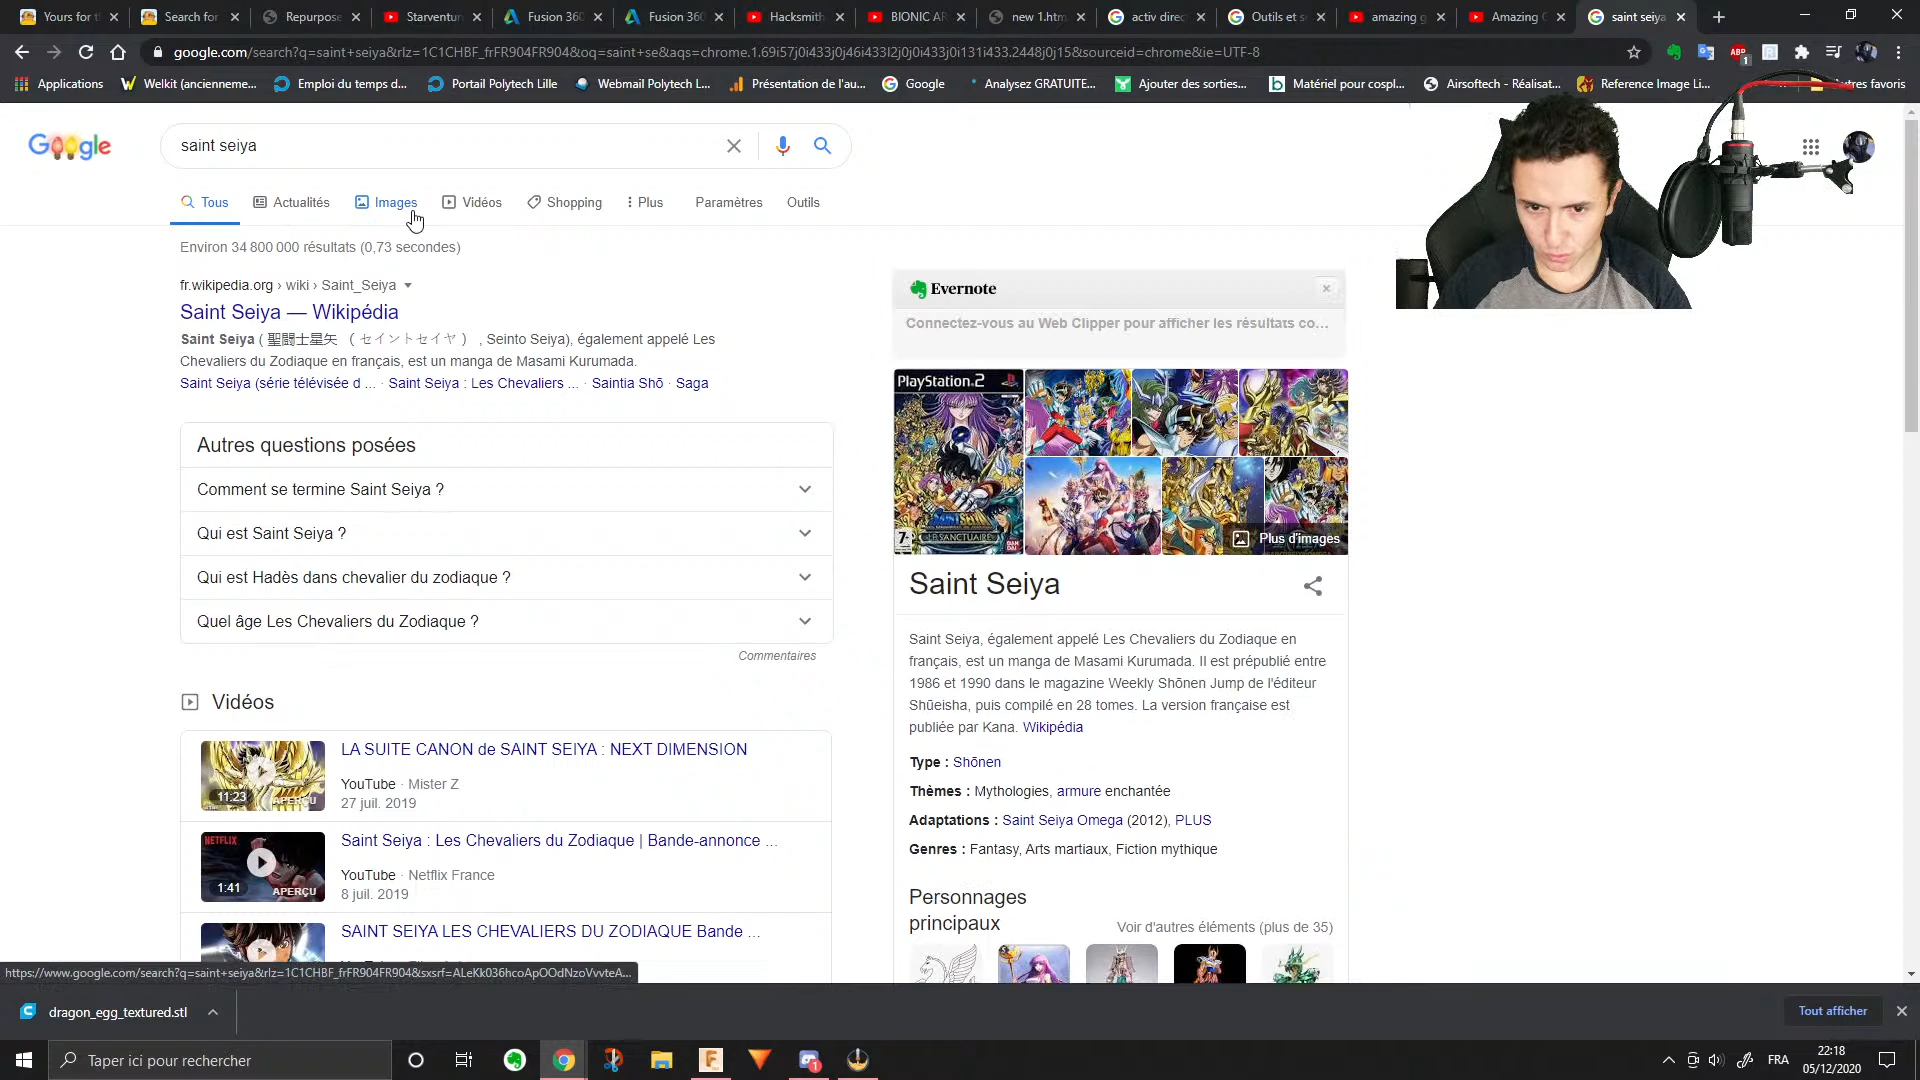 Yours for t
Search for
Repurpose
Starventur
Fusion 360
Fusion 360
Hacksmith
BIONIC AR
new 1.htm
activ direc
Outils et s
amazing g
Amazing G
saint seiya
google.com/search?q=saint+seiya&rlz=1C1CHBF_frFR904FR904&oq=saint+se&aqs=chrome.1.69i57j0i433j0j46i433l2j0j0i433j0i131i433.2448j0j15&sourceid=chrome&ie=UTF-8
Applications
Welkit (ancienneme...
Emploi du temps d...
Portail Polytech Lille
Webmail Polytech L...
Présentation de l'au...
Google
Analysez GRATUITE...
Ajouter des sorties...
Matériel pour cospl...
Airsoftech - Réalisat...
Reference Image Li...
tres favoris
Google
saint seiya
Tous
Actualités
Images
Vidéos
Shopping
Plus
Paramètres
Outils
Environ 34 800 000 résultats (0,73 secondes)
fr.wikipedia.org › wiki › Saint_Seiya
Saint Seiya — Wikipédia
Saint Seiya ( 聖闘士星矢 （ セイントセイヤ ） , Seinto Seiya), également appelé Les
Chevaliers du Zodiaque en français, est un manga de Masami Kurumada.
Saint Seiya (série télévisée d ... · Saint Seiya : Les Chevaliers ... · Saintia Shō · Saga
Autres questions posées
Comment se termine Saint Seiya ?
Qui est Saint Seiya ?
Qui est Hadès dans chevalier du zodiaque ?
Quel âge Les Chevaliers du Zodiaque ?
Commentaires
Vidéos
LA SUITE CANON de SAINT SEIYA : NEXT DIMENSION
YouTube · Mister Z
27 juil. 2019
11:23
APERÇU
Saint Seiya : Les Chevaliers du Zodiaque | Bande-annonce ...
YouTube · Netflix France
8 juil. 2019
NETFLIX
1:41
APERÇU
SAINT SEIYA LES CHEVALIERS DU ZODIAQUE Bande ...
Evernote
Connectez-vous au Web Clipper pour afficher les résultats co...
PlayStation.2
SAINT SEIYA
LE SANCTUAIRE
7+
Plus d'images
Saint Seiya
Saint Seiya, également appelé Les Chevaliers du Zodiaque en
français, est un manga de Masami Kurumada. Il est prépublié entre
1986 et 1990 dans le magazine Weekly Shōnen Jump de l'éditeur
Shūeisha, puis compilé en 28 tomes. La version française est
publiée par Kana. Wikipédia
Type : Shōnen
Thèmes : Mythologies, armure enchantée
Adaptations : Saint Seiya Omega (2012), PLUS
Genres : Fantasy, Arts martiaux, Fiction mythique
Personnages
principaux
Voir d'autres éléments (plus de 35)
https://www.google.com/search?q=saint+seiya&rlz=1C1CHBF_frFR904FR904&sxsrf=ALeKk036hcoApOOdNzoVvvteA...
dragon_egg_textured.stl
Tout afficher
Taper ici pour rechercher
FRA
22:18
05/12/2020